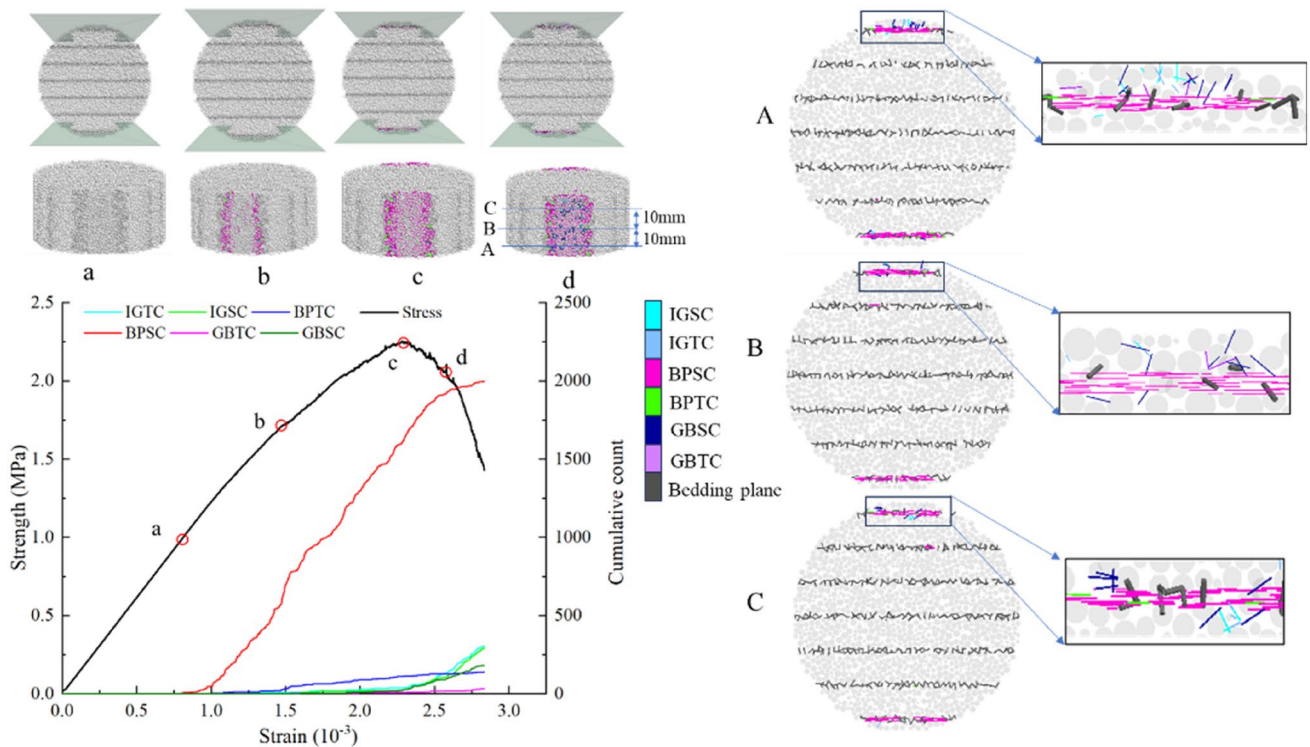 C
B
A
10mm
10mm
a
b
c
d
IGTC
IGSC
BPTC
Stress
BPSC
GBTC
GBSC
2.5
2.0
1.5
1.0
0.5
0.0
Strength (MPa)
a
b
c
d
2500
2000
1500
1000
500
0
Cumulative count
0.0
0.5
1.0
1.5
2.0
2.5
3.0
Strain (10⁻³)
IGSC
IGTC
BPSC
BPTC
GBSC
GBTC
Bedding plane
A
B
C